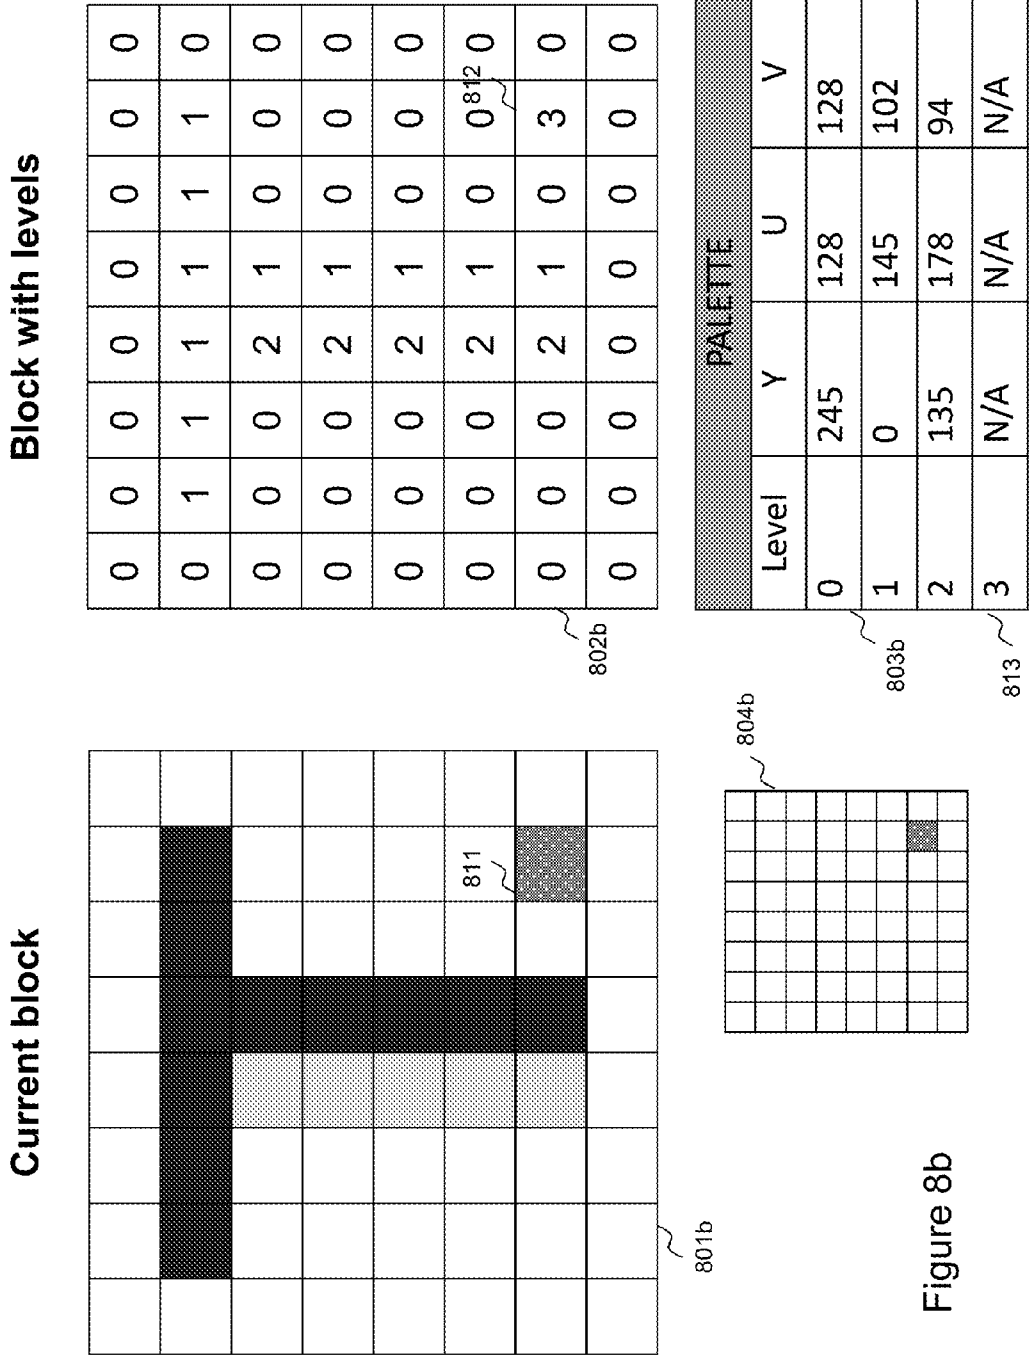 Current block
Block with levels
0 0 0 0 0 0 0 0
0 1 1 1 1 1 1 0
0 0 0 2 1 0 0 0
0 0 0 2 1 0 0 0
0 0 0 2 1 0 0 0
0 0 0 2 1 0 0 0
811
812
0 0 0 2 1 0 3 0
0 0 0 0 0 0 0 0
801b
802b
PALETTE
Level Y U V
0 245 128 128
1 0 145 102
2 135 178 94
3 N/A N/A N/A
804b
803b
813
Figure 8b